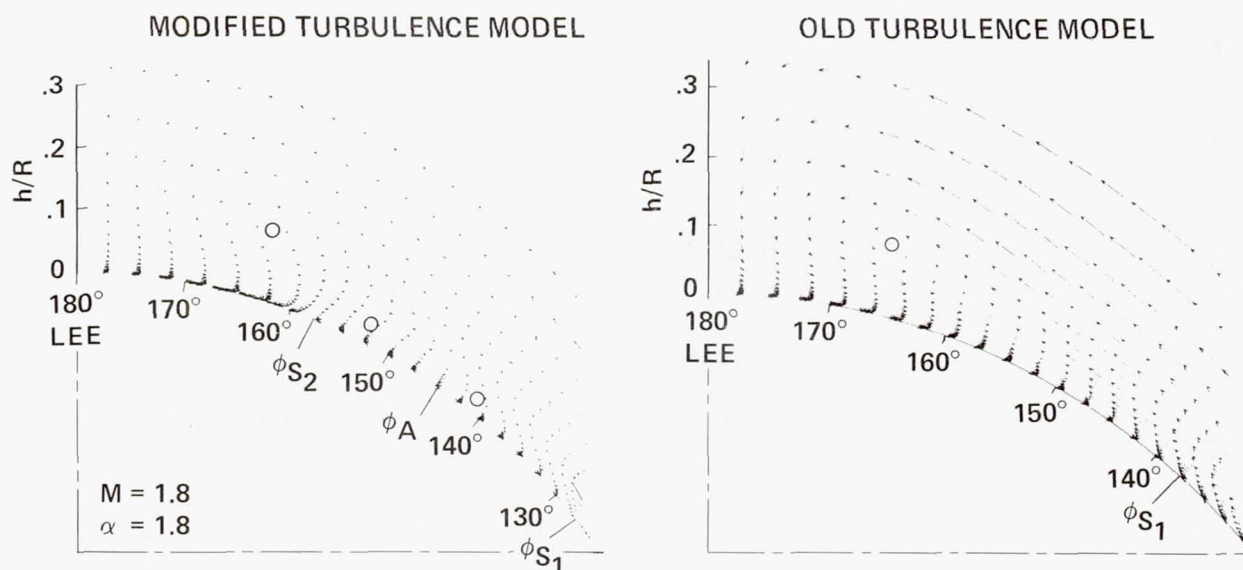 MODIFIED TURBULENCE MODEL
.3
.2
h/R
.1
0
180°
LEE
170°
160°
ϕS2
150°
ϕA
140°
130°
ϕS1
M = 1.8
α = 1.8
OLD TURBULENCE MODEL
.3
.2
h/R
.1
0
180°
LEE
170°
160°
150°
140°
ϕS1